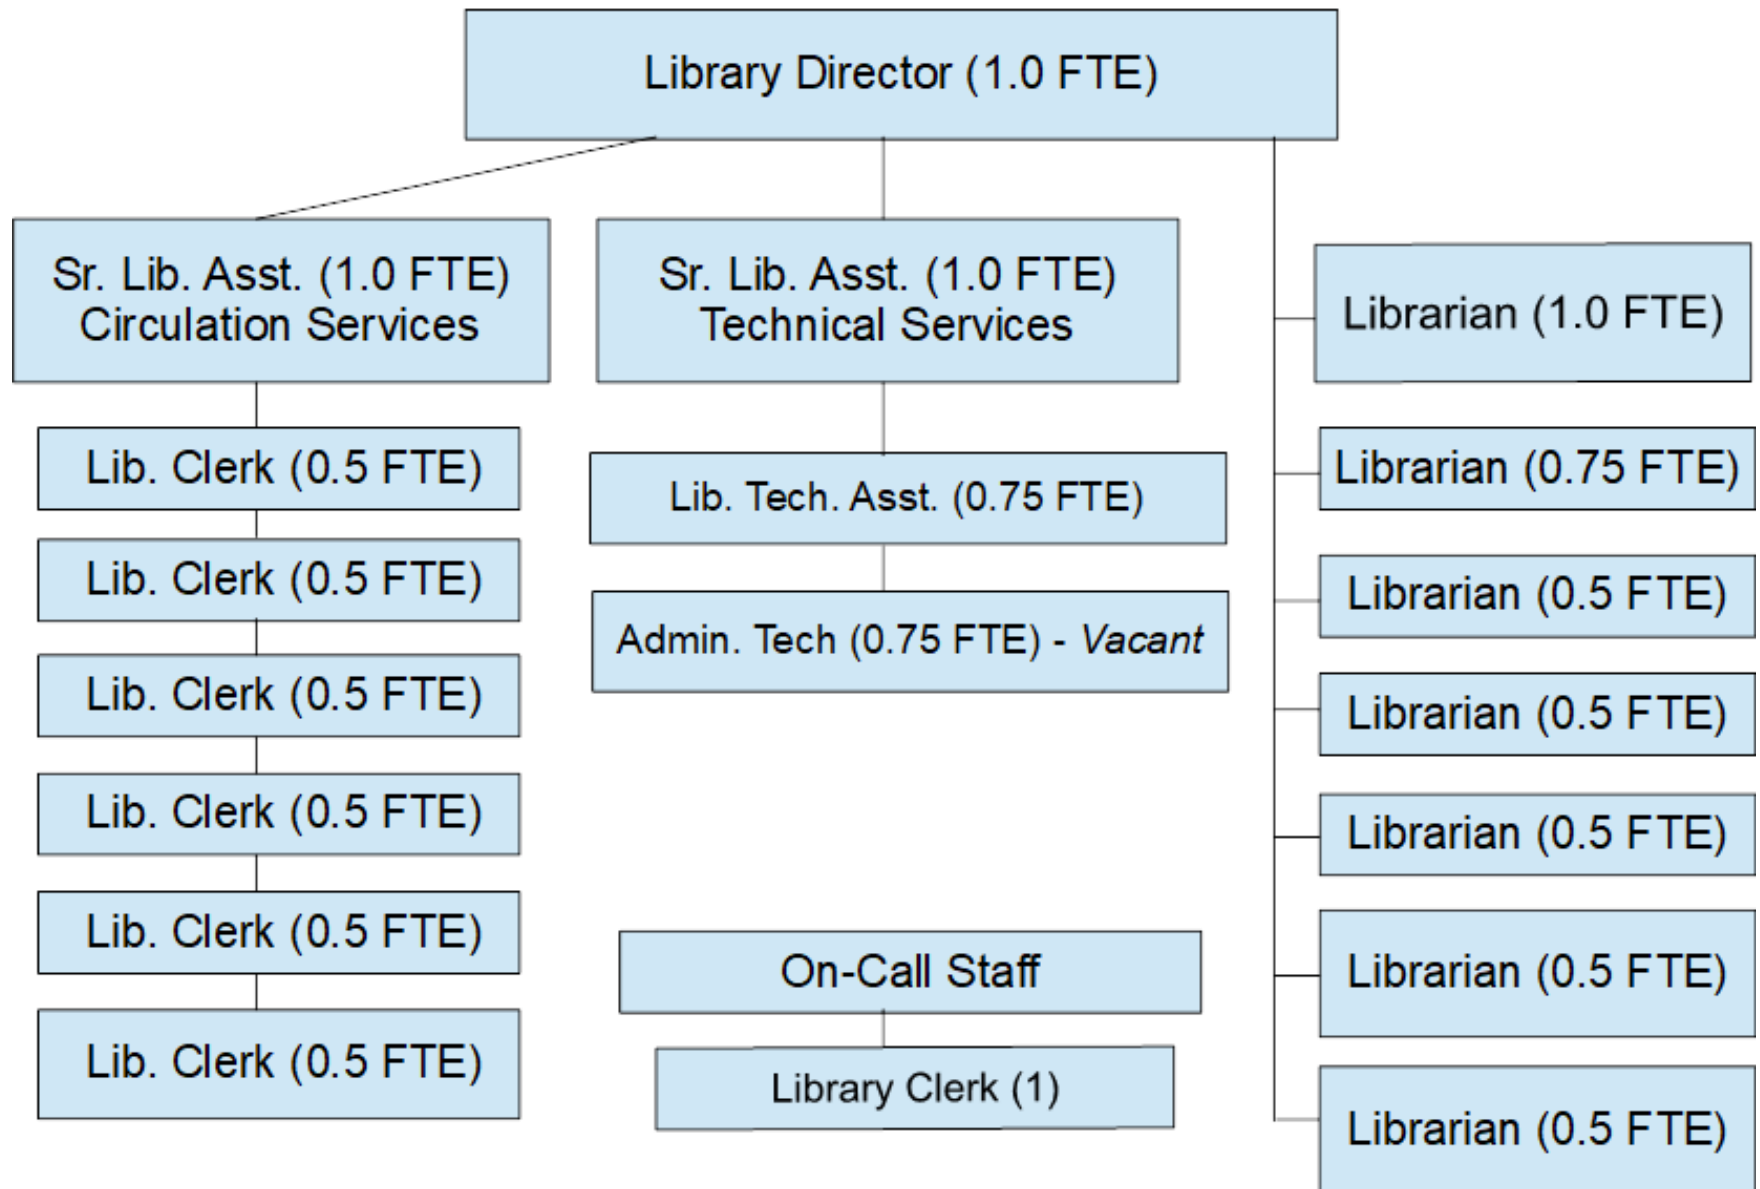 Library Director (1.0 FTE)
Sr. Lib. Asst. (1.0 FTE)
Circulation Services
Lib. Clerk (0.5 FTE)
Lib. Clerk (0.5 FTE)
Lib. Clerk (0.5 FTE)
Lib. Clerk (0.5 FTE)
Lib. Clerk (0.5 FTE)
Lib. Clerk (0.5 FTE)
Sr. Lib. Asst. (1.0 FTE)
Technical Services
Lib. Tech. Asst. (0.75 FTE)
Admin. Tech (0.75 FTE) - Vacant
On-Call Staff
Library Clerk (1)
Librarian (1.0 FTE)
Librarian (0.75 FTE)
Librarian (0.5 FTE)
Librarian (0.5 FTE)
Librarian (0.5 FTE)
Librarian (0.5 FTE)
Librarian (0.5 FTE)